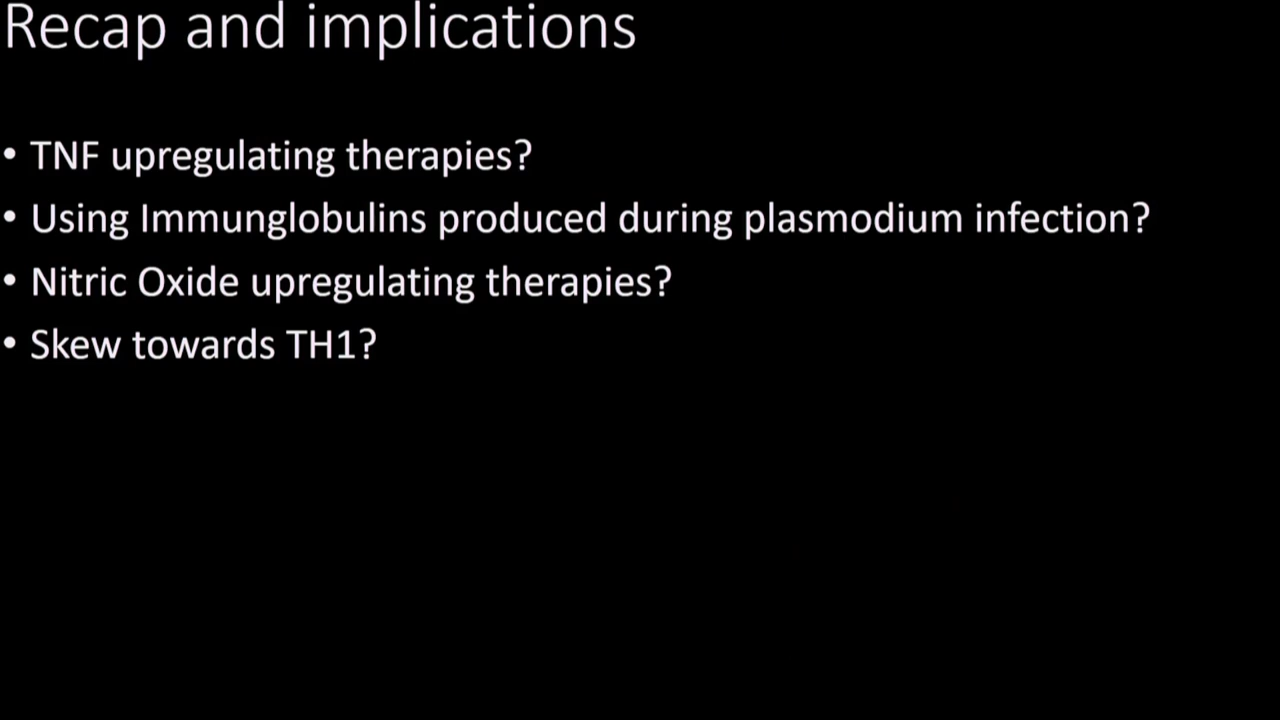 Recap and implications
• TNF upregulating therapies?
• Using Immunglobulins produced during plasmodium infection?
• Nitric Oxide upregulating therapies?
• Skew towards TH1?